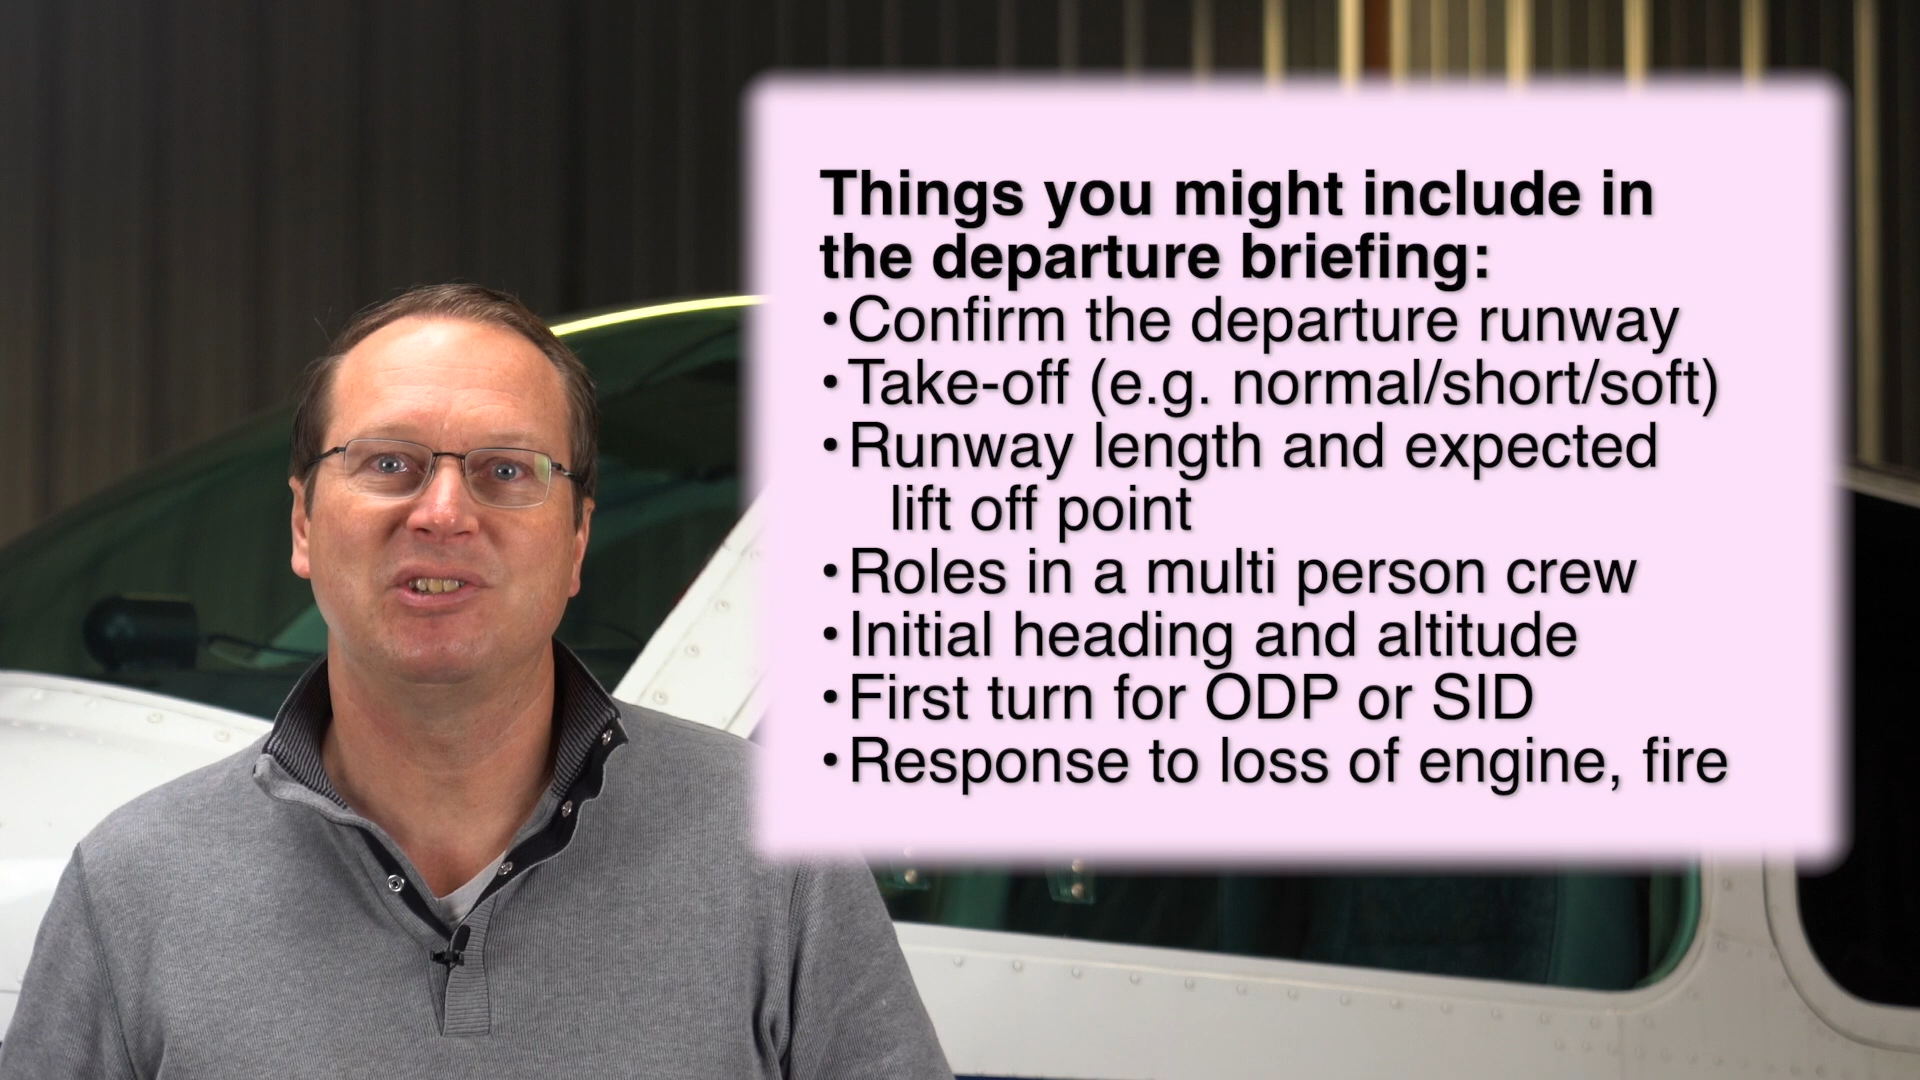 Things you might include in
the departure briefing:
•Confirm the departure runway
•Take-off (e.g. normal/short/soft)
•Runway length and expected
lift off point
•Roles in a multi person crew
•Initial heading and altitude
•First turn for ODP or SID
•Response to loss of engine, fire